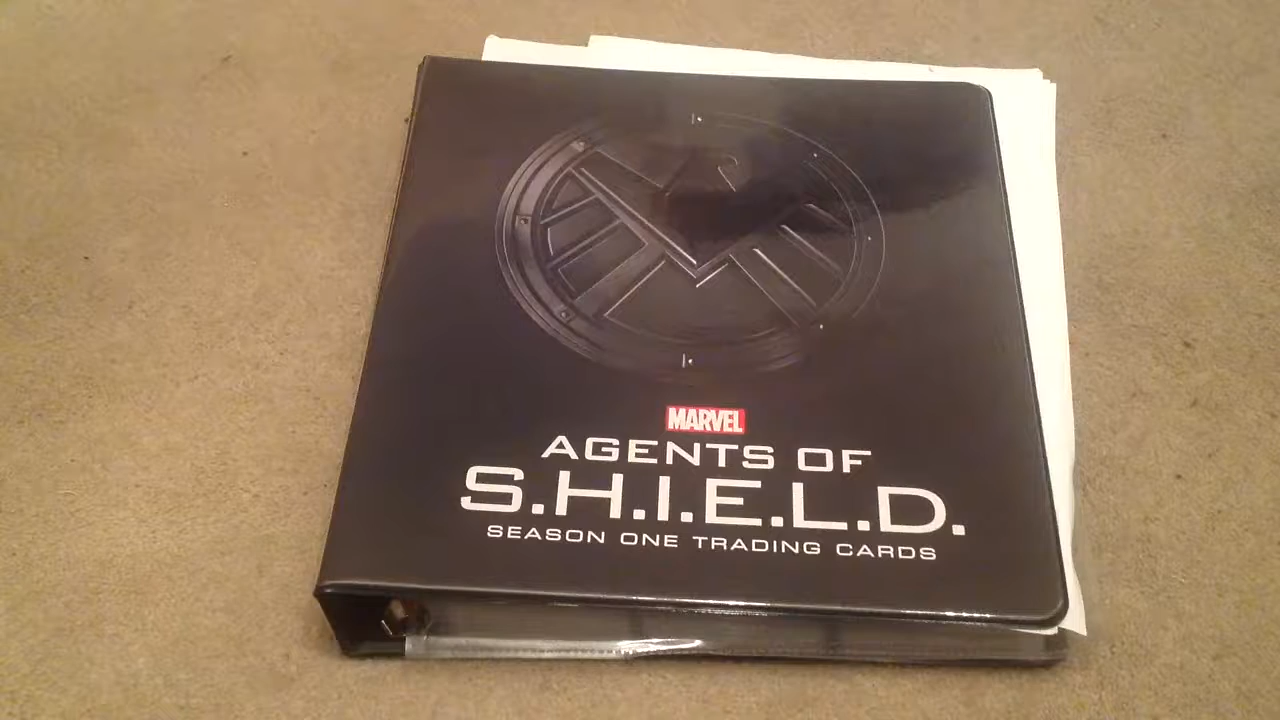 MARVEL
AGENTS OF
S.H.I.E.L.D.
SEASON ONE TRADING CARDS